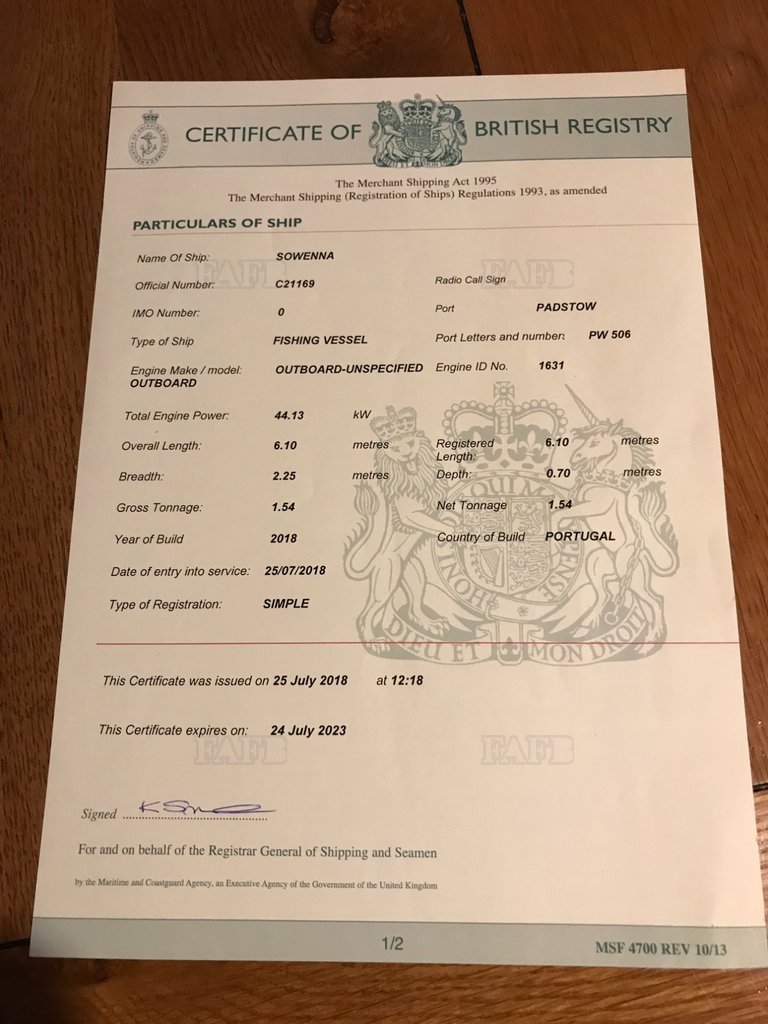 CERTIFICATE OF BRITISH REGISTRY
The Merchant Shipping Act 1995
The Merchant Shipping (Registration of Ships) Regulations 1993, as amended
PARTICULARS OF SHIP
Name Of Ship: SOWENNA
FAFB FAFB
Official Number: C21169 Radio Call Sign
IMO Number: 0 Port PADSTOW
Type of Ship FISHING VESSEL Port Letters and number: PW 506
Engine Make / model: OUTBOARD-UNSPECIFIED Engine ID No. 1631
OUTBOARD
Total Engine Power: 44.13 kW
Overall Length: 6.10 metres Registered Length: 6.10 metres
Breadth: 2.25 metres Depth: 0.70 metres
Gross Tonnage: 1.54 Net Tonnage 1.54
Year of Build 2018 Country of Build PORTUGAL
Date of entry into service: 25/07/2018
Type of Registration: SIMPLE
DIEU ET MON DROIT
This Certificate was issued on 25 July 2018 at 12:18
This Certificate expires on: 24 July 2023
FAFB FAFB
Signed
For and on behalf of the Registrar General of Shipping and Seamen
by the Maritime and Coastguard Agency, an Executive Agency of the Government of the United Kingdom
1/2
MSF 4700 REV 10/13